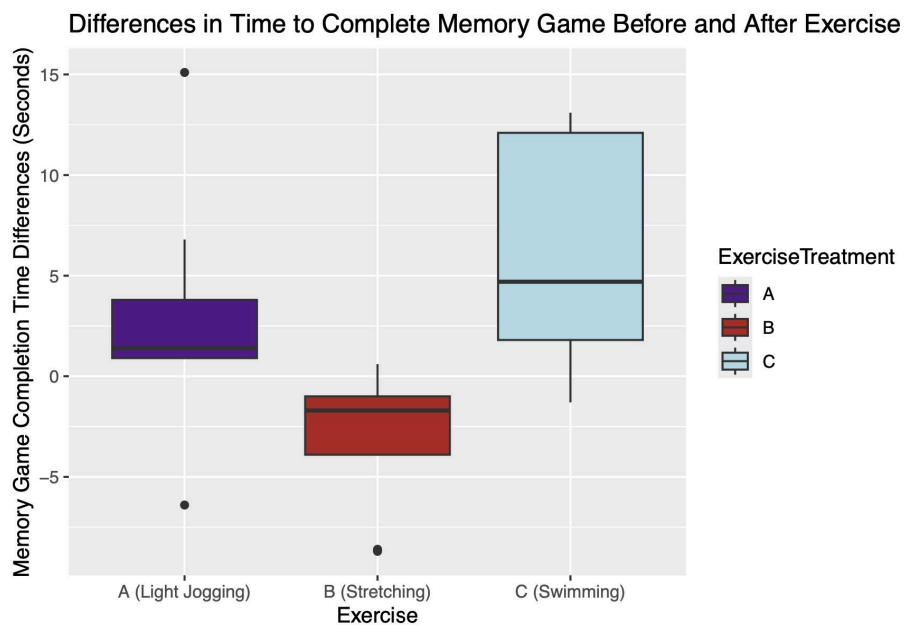 Differences in Time to Complete Memory Game Before and After Exercise
Memory Game Completion Time Differences (Seconds)
15
10
5
0
−5
A (Light Jogging)
B (Stretching)
C (Swimming)
Exercise
ExerciseTreatment
A
B
C